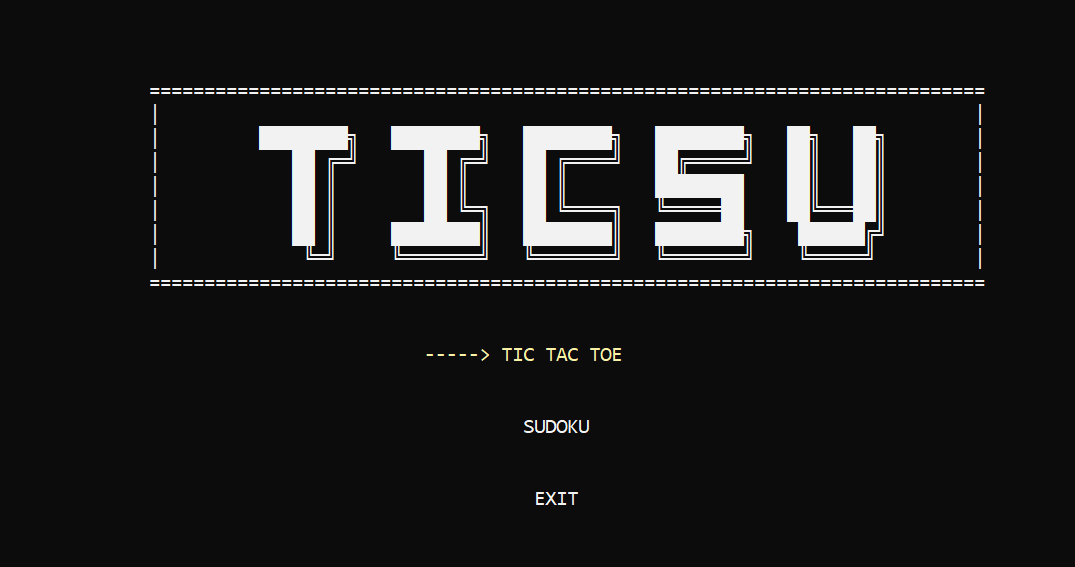 TICSU
-----> TIC TAC TOE
SUDOKU
EXIT